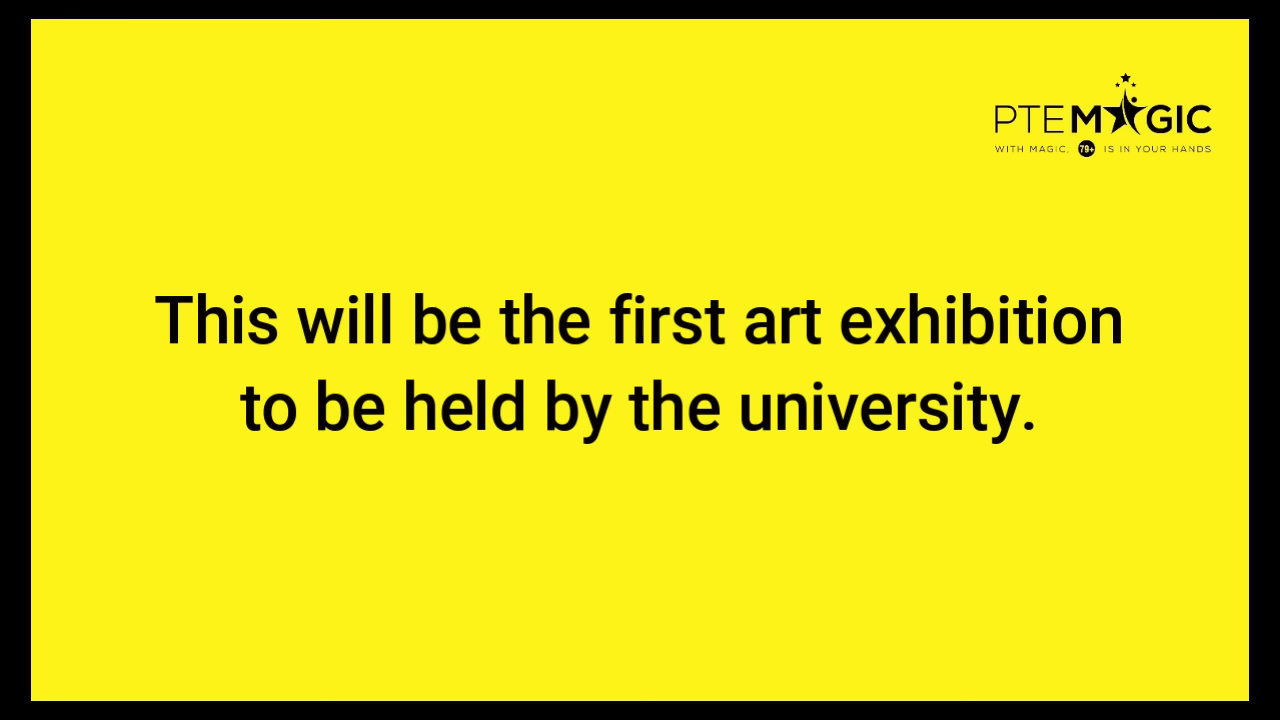 PTEMAGIC
WITH MAGIC, 79+ IS IN YOUR HANDS
This will be the first art exhibition
to be held by the university.